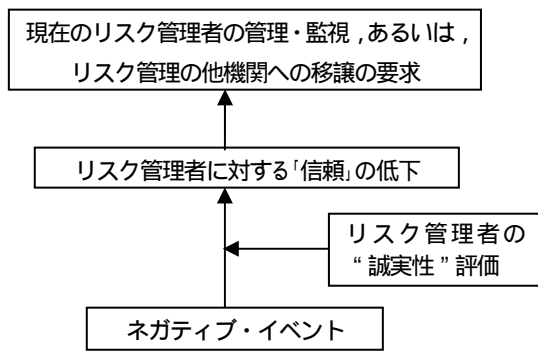 現在のリスク管理者の管理・監視，あるいは，
リスク管理の他機関への移譲の要求
リスク管理者に対する「信頼」の低下
リスク管理者の
“誠実性”評価
ネガティブ・イベント